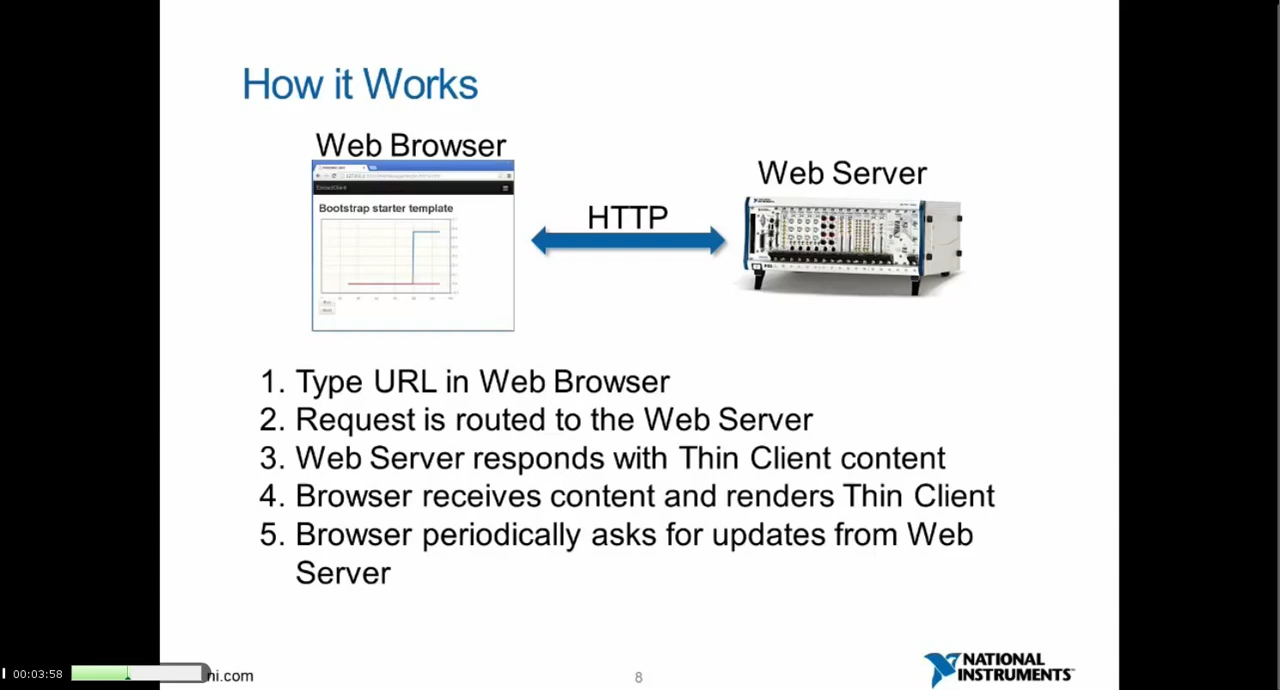 How it Works
Web Browser
Web Server
HTTP
Bootstrap starter template
1. Type URL in Web Browser
2. Request is routed to the Web Server
3. Web Server responds with Thin Client content
4. Browser receives content and renders Thin Client
5. Browser periodically asks for updates from Web
Server
00:03:58
ni.com
8
NATIONAL
INSTRUMENTS™